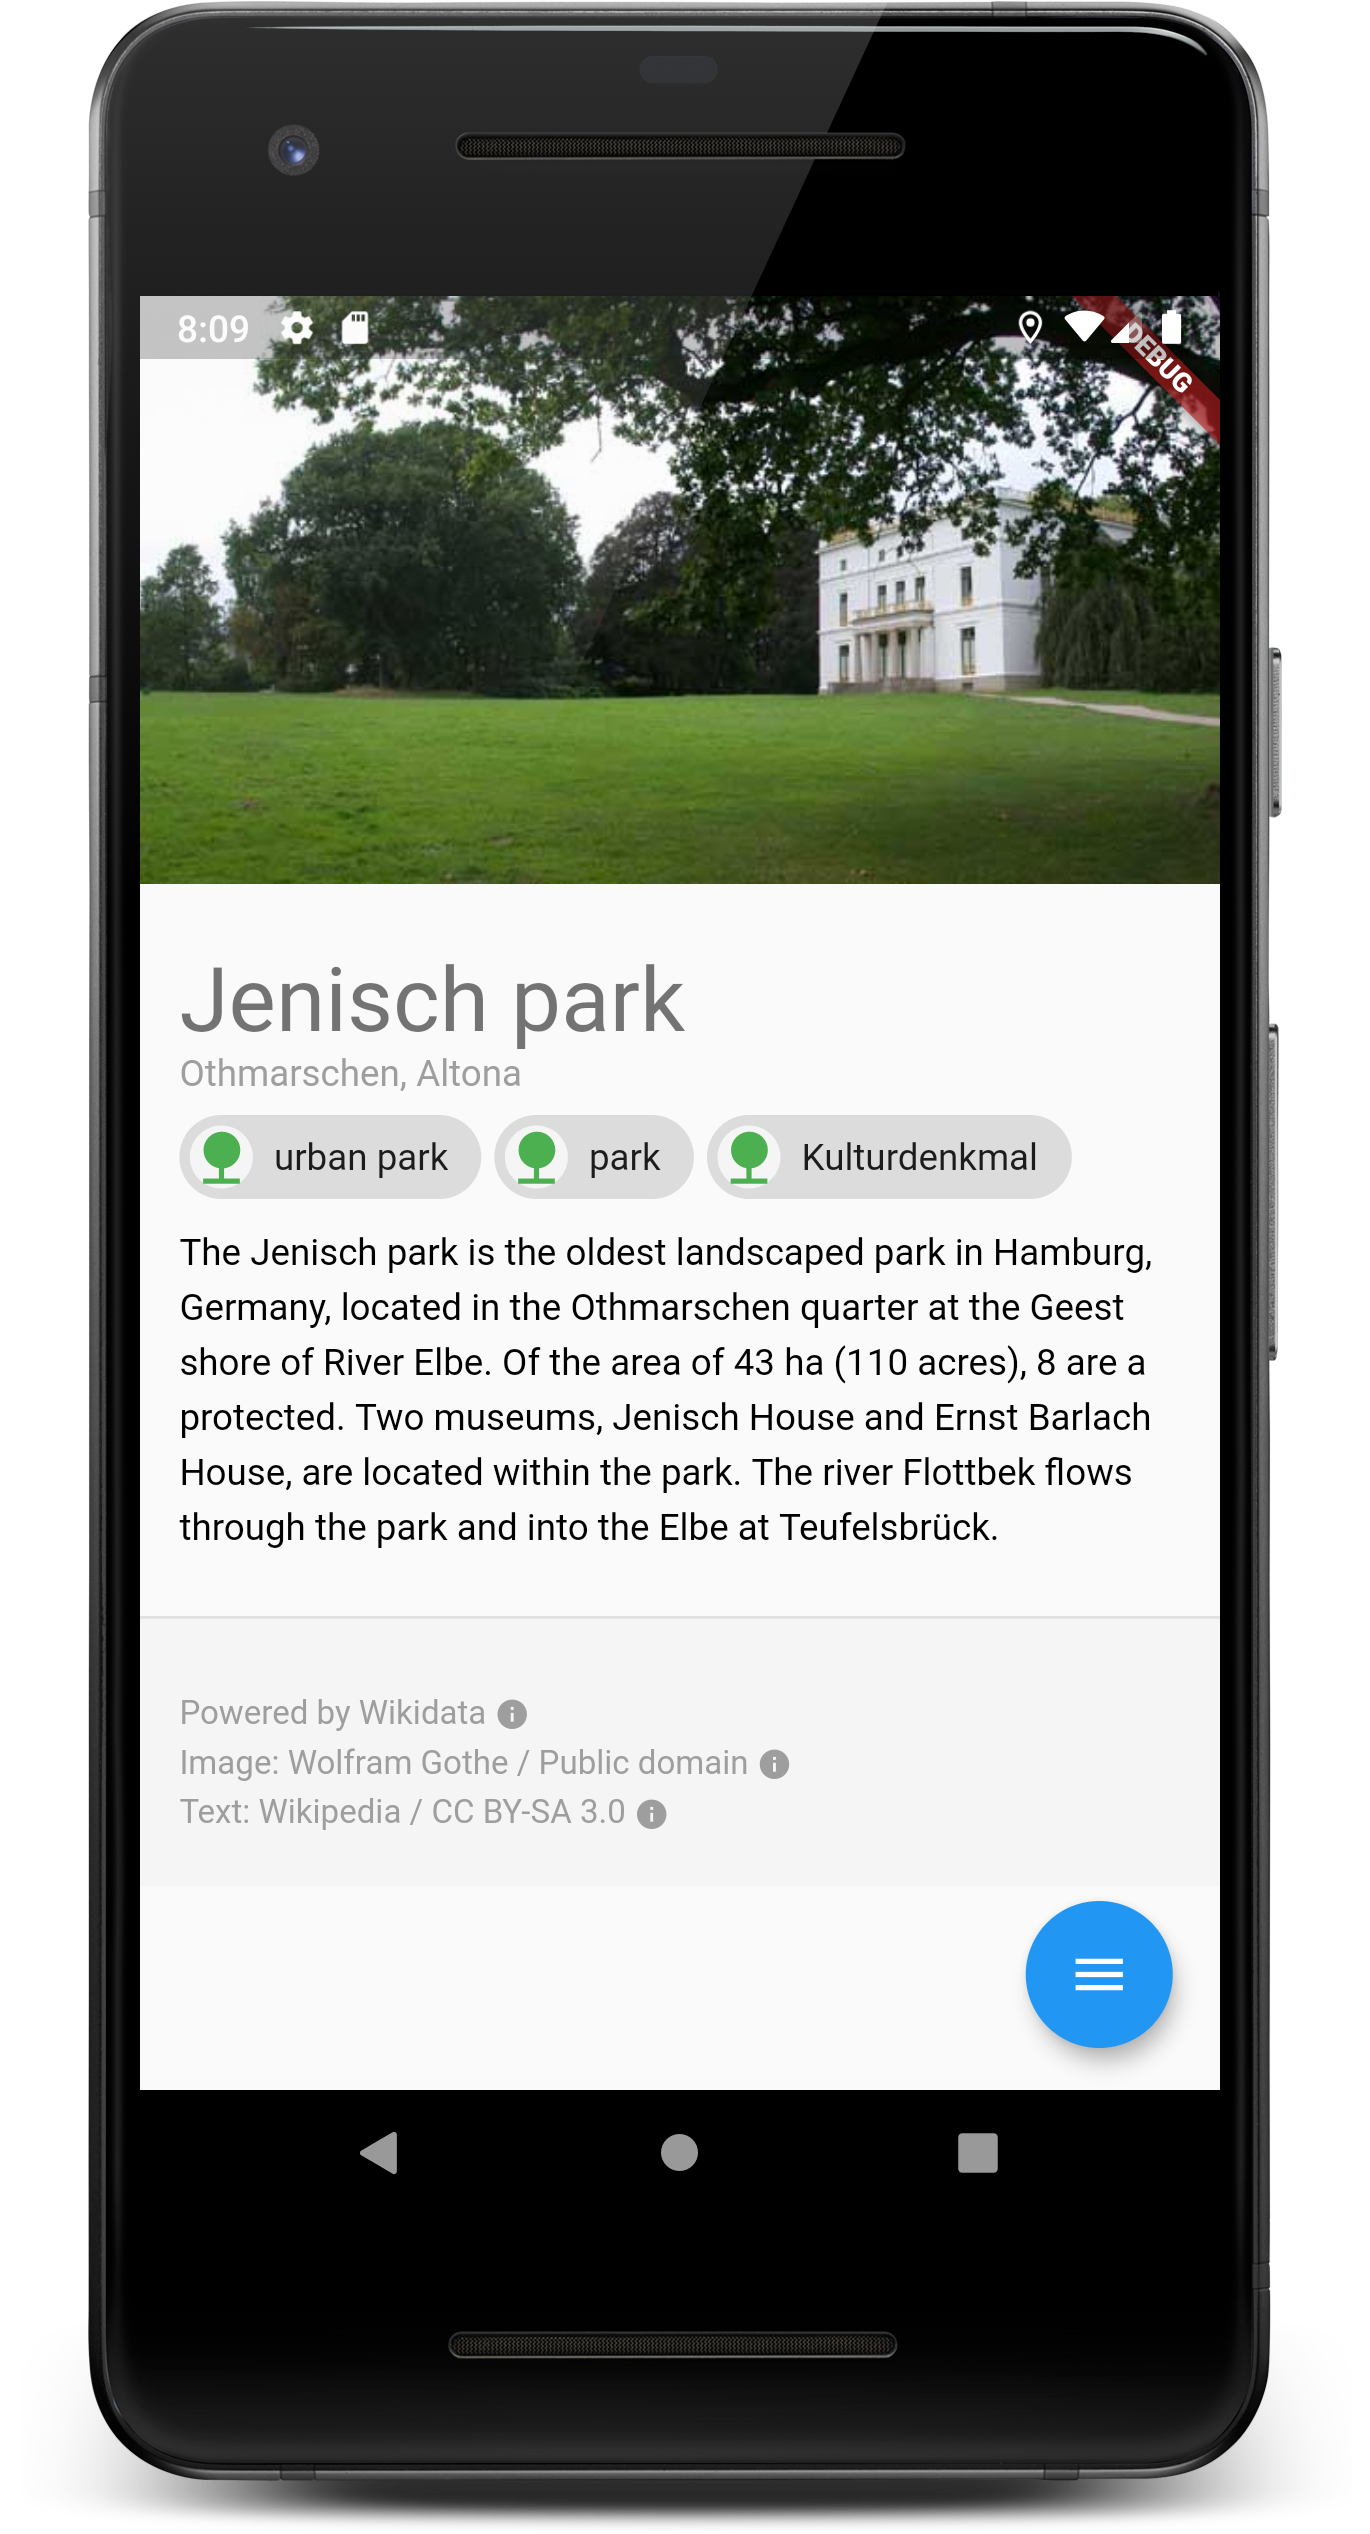 8:09
DEBUG
Jenisch park
Othmarschen, Altona
urban park park Kulturdenkmal
The Jenisch park is the oldest landscaped park in Hamburg,
Germany, located in the Othmarschen quarter at the Geest
shore of River Elbe. Of the area of 43 ha (110 acres), 8 are a
protected. Two museums, Jenisch House and Ernst Barlach
House, are located within the park. The river Flottbek flows
through the park and into the Elbe at Teufelsbrück.
Powered by Wikidata
Image: Wolfram Gothe / Public domain
Text: Wikipedia / CC BY-SA 3.0